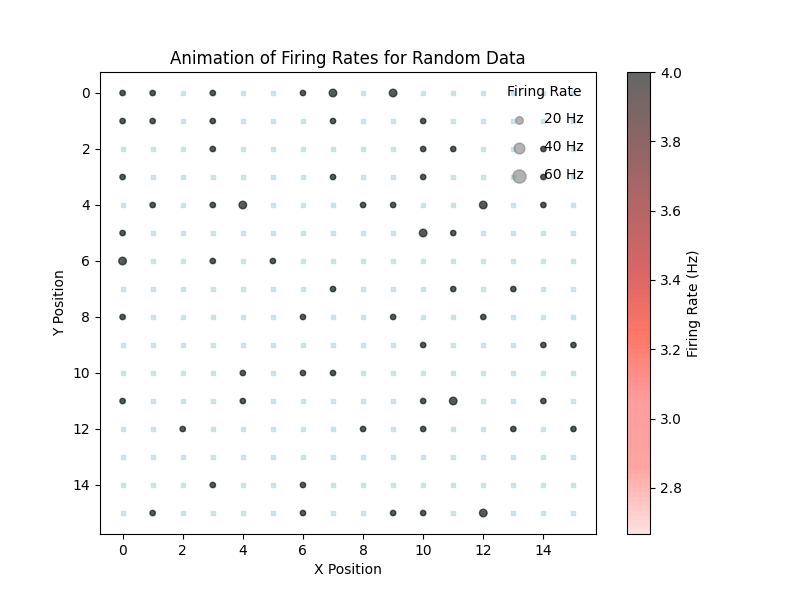 Animation of Firing Rates for Random Data
Firing Rate
20 Hz
40 Hz
60 Hz
0
2
4
6
8
10
12
14
Y Position
0 2 4 6 8 10 12 14
X Position
4.0
3.8
3.6
3.4
3.2
3.0
2.8
Firing Rate (Hz)